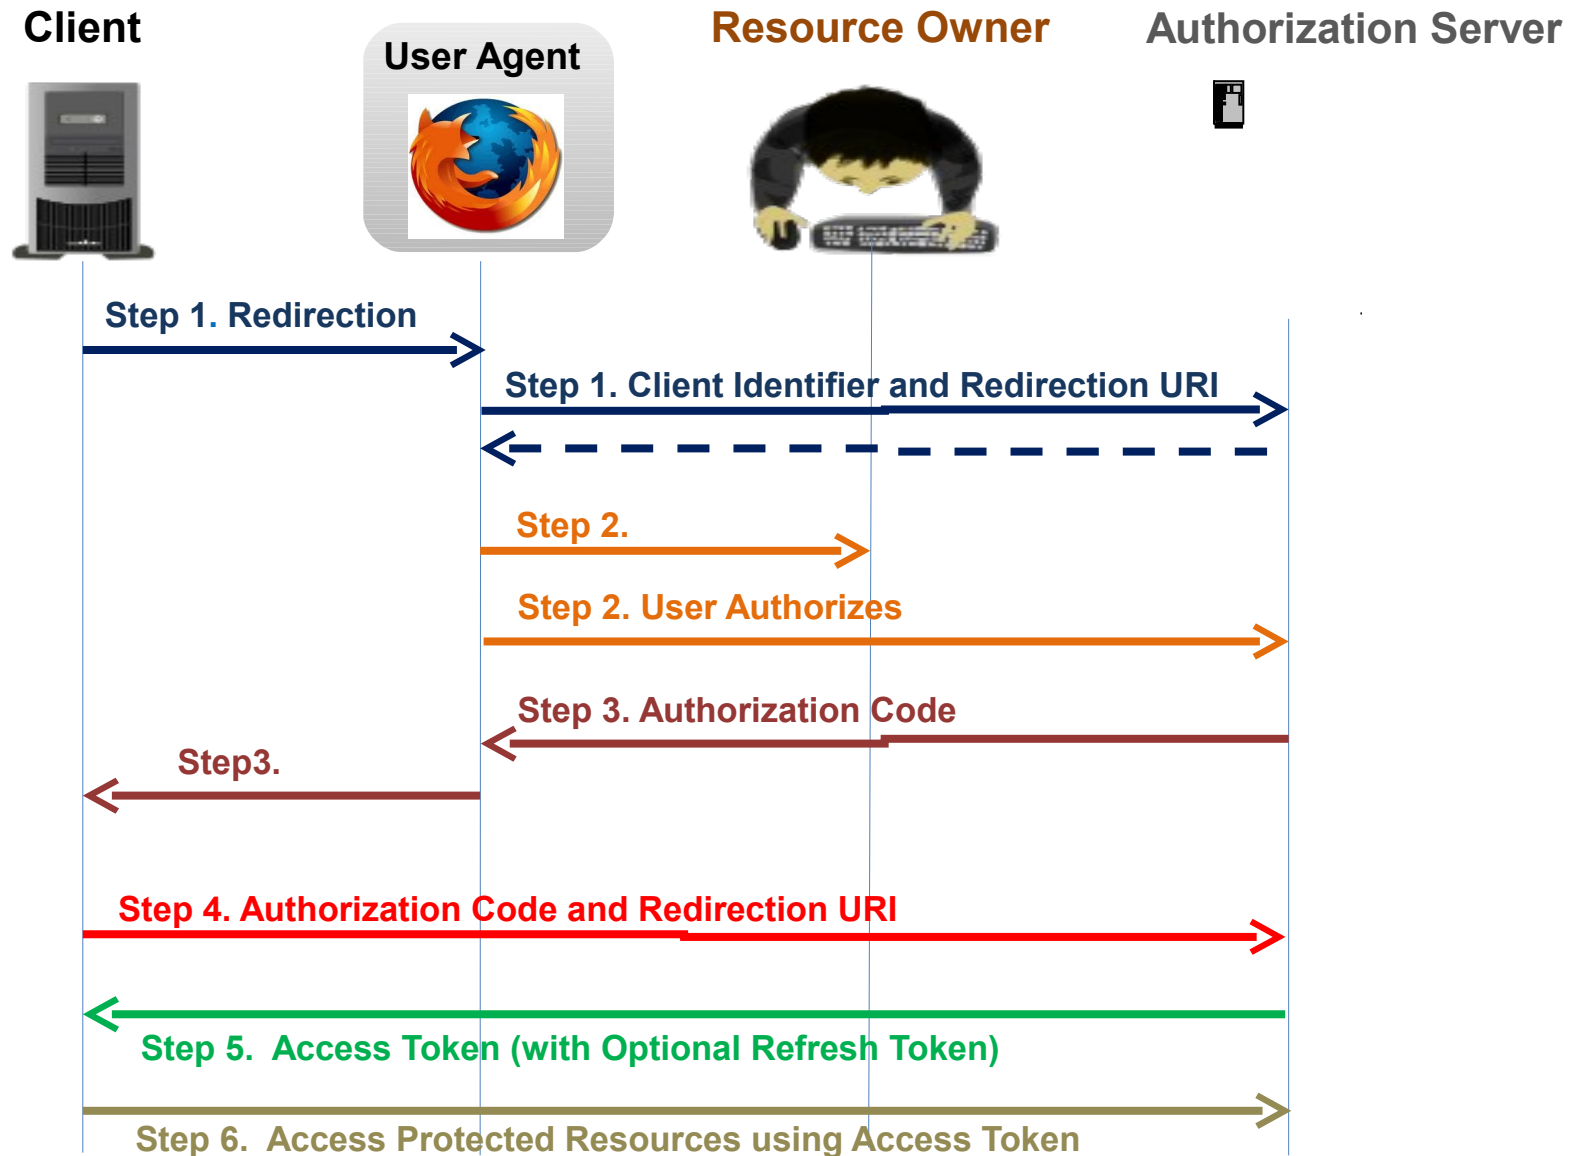 Client
User Agent
Resource Owner
Authorization Server
Step 1. Redirection
Step 1. Client Identifier and Redirection URI
Step 2.
Step 2. User Authorizes
Step 3. Authorization Code
Step3.
Step 4. Authorization Code and Redirection URI
Step 5. Access Token (with Optional Refresh Token)
Step 6. Access Protected Resources using Access Token